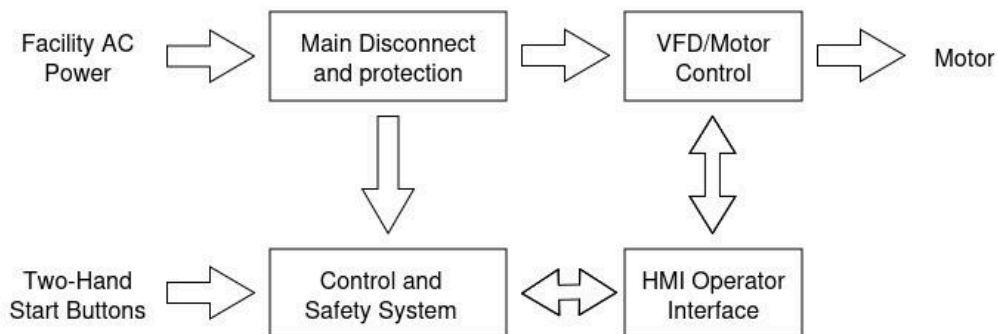 Facility AC
Power
Main Disconnect
and protection
VFD/Motor
Control
Motor
Two-Hand
Start Buttons
Control and
Safety System
HMI Operator
Interface